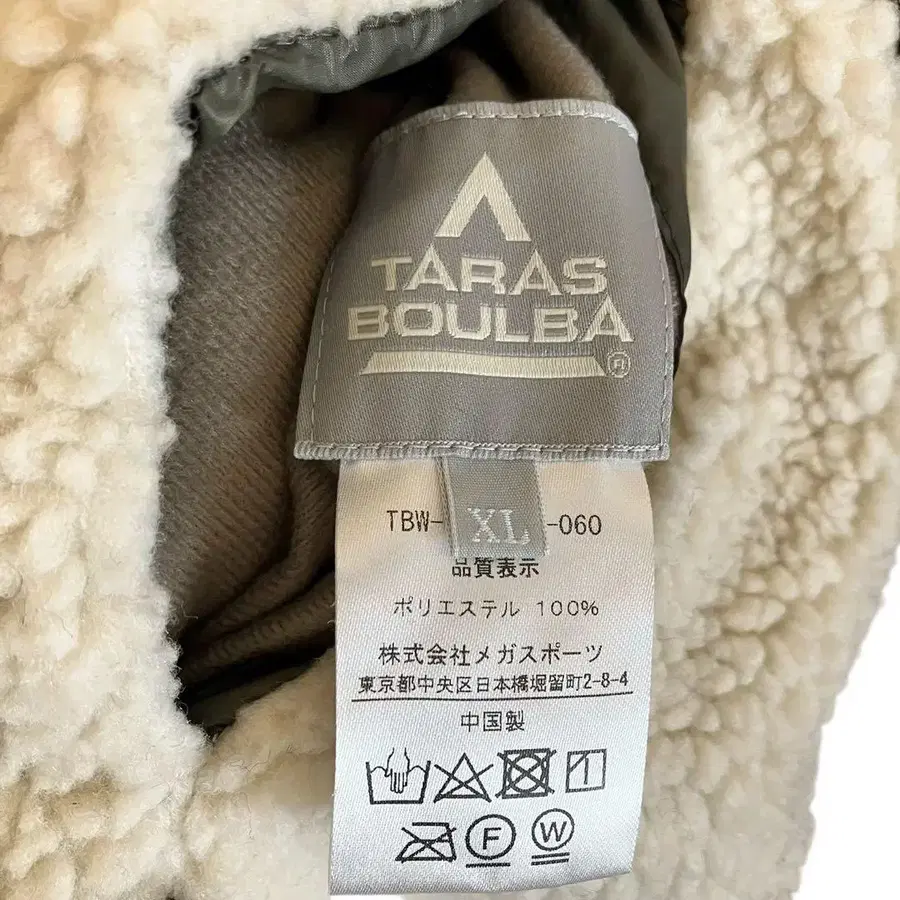 TARAS
BOULBA
®
TBW-
XL
-060
品質表示
ポリエステル 100%
株式会社メガスポーツ
東京都中央区日本橋堀留町2-8-4
中国製
F
W